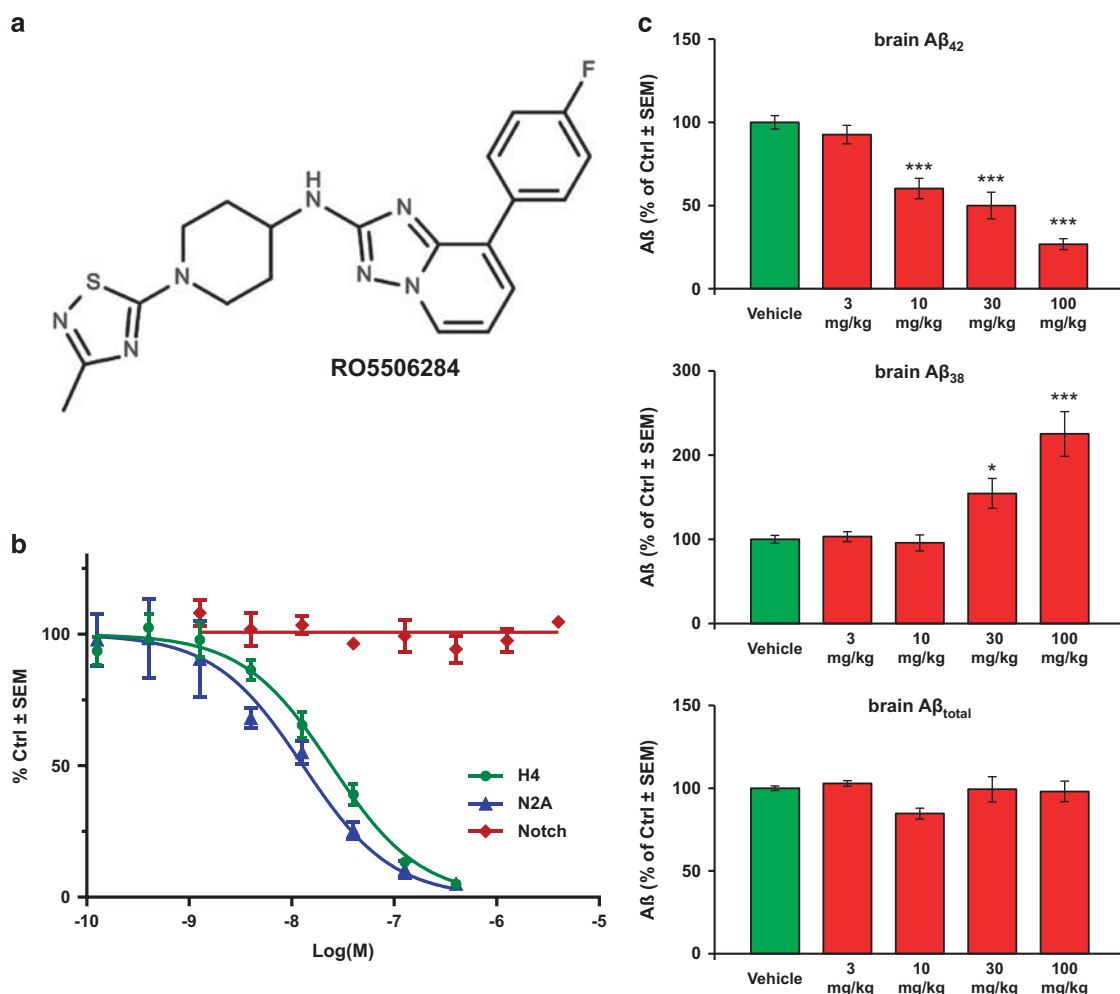 a
F
H
N
N
N
N
N
S
N
N
RO5506284
b
100
50
0
% Ctrl ± SEM
-10 -9 -8 -7 -6 -5
Log(M)
H4
N2A
Notch
c
brain Aβ42
150
100
50
0
Aß (% of Ctrl ± SEM)
*** *** ***
Vehicle 3 10 30 100
mg/kg mg/kg mg/kg mg/kg
brain Aβ38
300
200
100
0
Aß (% of Ctrl ± SEM)
* ***
Vehicle 3 10 30 100
mg/kg mg/kg mg/kg mg/kg
brain Aβtotal
150
100
50
0
Aß (% of Ctrl ± SEM)
Vehicle 3 10 30 100
mg/kg mg/kg mg/kg mg/kg